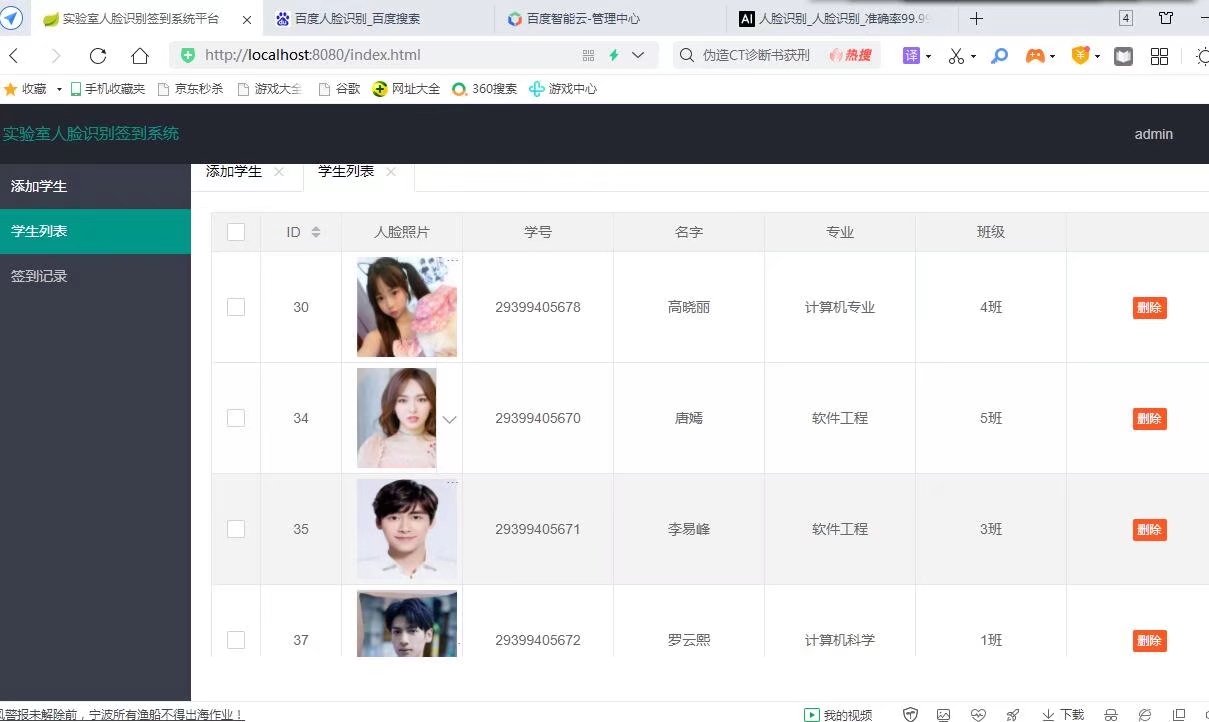 实验室人脸识别签到系统平台 百度人脸识别_百度搜索 百度智能云-管理中心 AI 人脸识别_人脸识别_准确率99.9 4
http://localhost:8080/index.html 伪造CT诊断书获刑 热搜 译
收藏 手机收藏夹 京东秒杀 游戏大全 谷歌 网址大全 360搜索 游戏中心
实验室人脸识别签到系统 admin
添加学生
学生列表
签到记录
添加学生 学生列表
ID 人脸照片 学号 名字 专业 班级
30 29399405678 高晓丽 计算机专业 4班 删除
34 29399405670 唐嫣 软件工程 5班 删除
35 29399405671 李易峰 软件工程 3班 删除
37 29399405672 罗云熙 计算机科学 1班 删除
风警报未解除前，宁波所有渔船不得出海作业！ 我的视频 下载